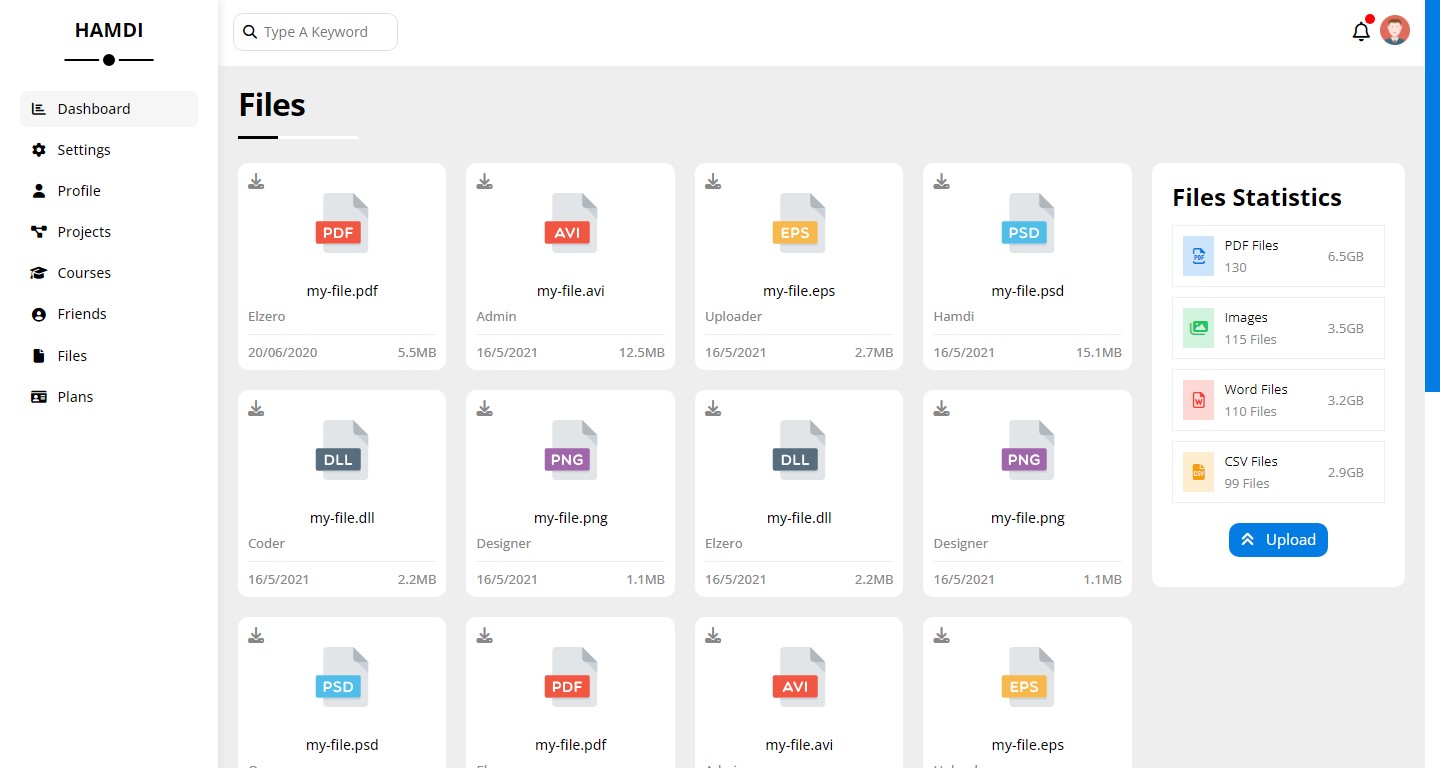 HAMDI
Dashboard
Settings
Profile
Projects
Courses
Friends
Files
Plans
Type A Keyword
Files
PDF
my-file.pdf
Elzero
20/06/2020 5.5MB
AVI
my-file.avi
Admin
16/5/2021 12.5MB
EPS
my-file.eps
Uploader
16/5/2021 2.7MB
PSD
my-file.psd
Hamdi
16/5/2021 15.1MB
DLL
my-file.dll
Coder
16/5/2021 2.2MB
PNG
my-file.png
Designer
16/5/2021 1.1MB
DLL
my-file.dll
Elzero
16/5/2021 2.2MB
PNG
my-file.png
Designer
16/5/2021 1.1MB
PSD
my-file.psd
PDF
my-file.pdf
AVI
my-file.avi
EPS
my-file.eps
Files Statistics
PDF
PDF Files
130
6.5GB
Images
115 Files
3.5GB
W
Word Files
110 Files
3.2GB
CSV
CSV Files
99 Files
2.9GB
Upload